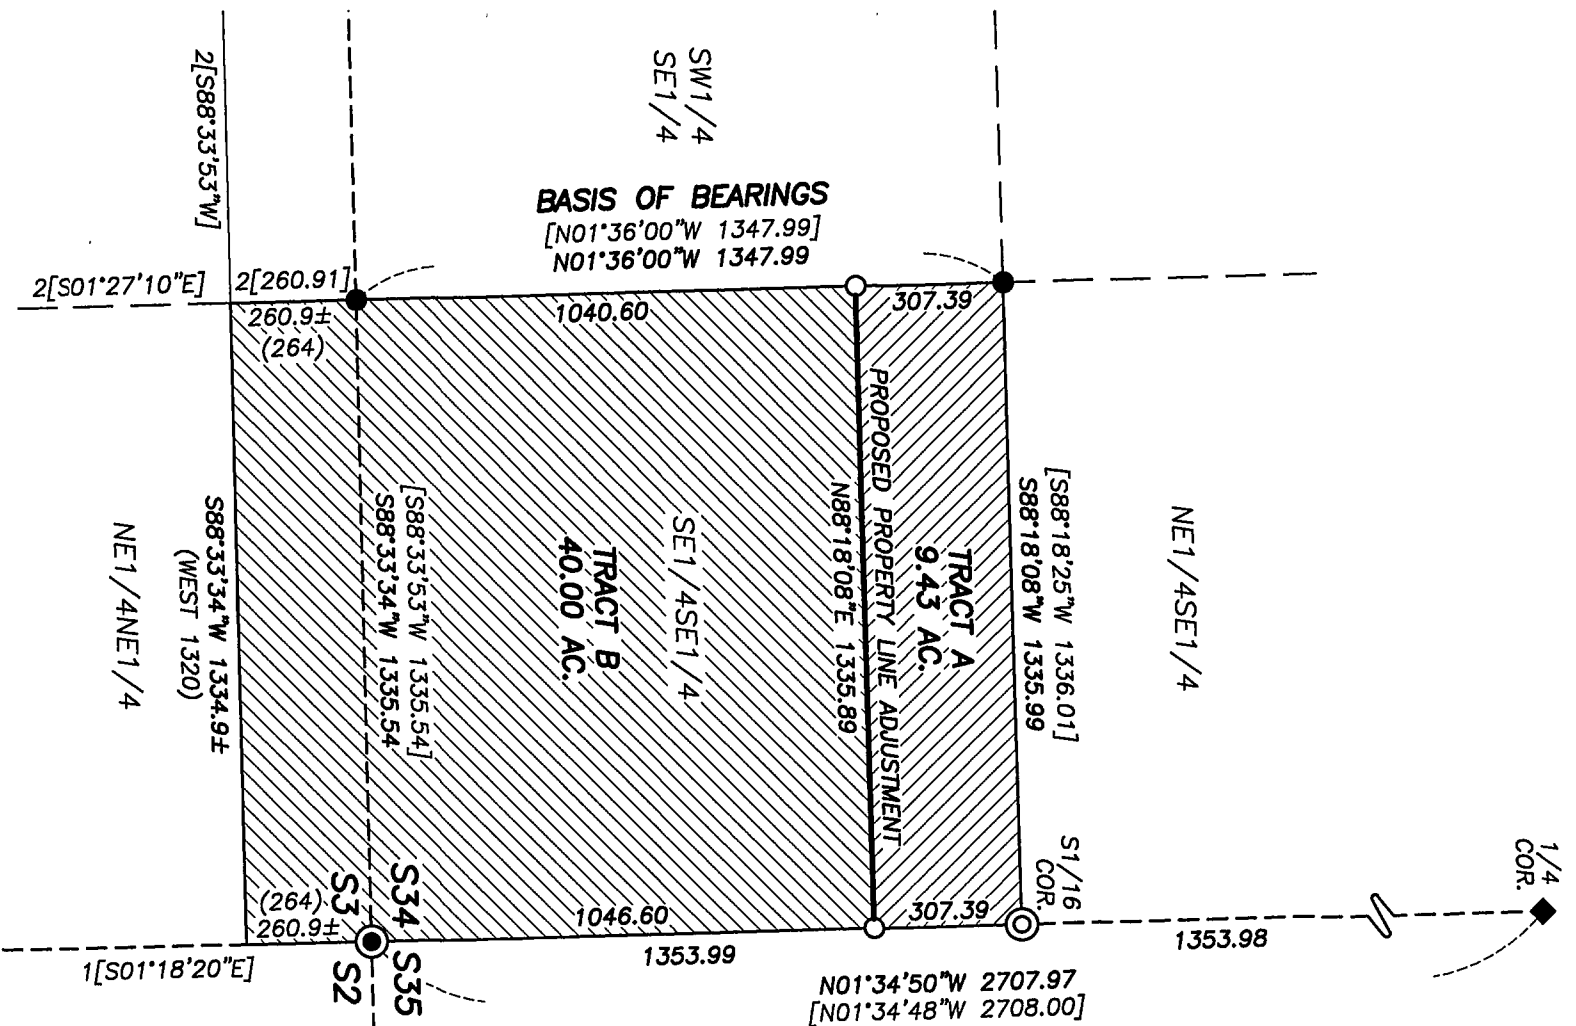 2[S88°33'53"W]
SW1/4
SE1/4
BASIS OF BEARINGS
[N01°36'00"W 1347.99]
N01°36'00"W 1347.99
2[S01°27'10"E]
2[260.91]
260.9±
(264)
1040.60
307.39
PROPOSED PROPERTY LINE ADJUSTMENT
N88°18'08"E 1335.89
TRACT A
9.43 AC.
[S88°18'25"W 1336.01]
S88°18'08"W 1335.99
NE1/4SE1/4
SE1/4SE1/4
TRACT B
40.00 AC.
[S88°33'53"W 1335.54]
S88°33'34"W 1335.54
S88°33'34"W 1334.9±
(WEST 1320)
NE1/4NE1/4
S1/16
COR.
1/4
COR.
S34
S3
(264)
260.9±
1046.60
307.39
1353.99
1353.98
1[S01°18'20"E]
S35
S2
N01°34'50"W 2707.97
[N01°34'48"W 2708.00]